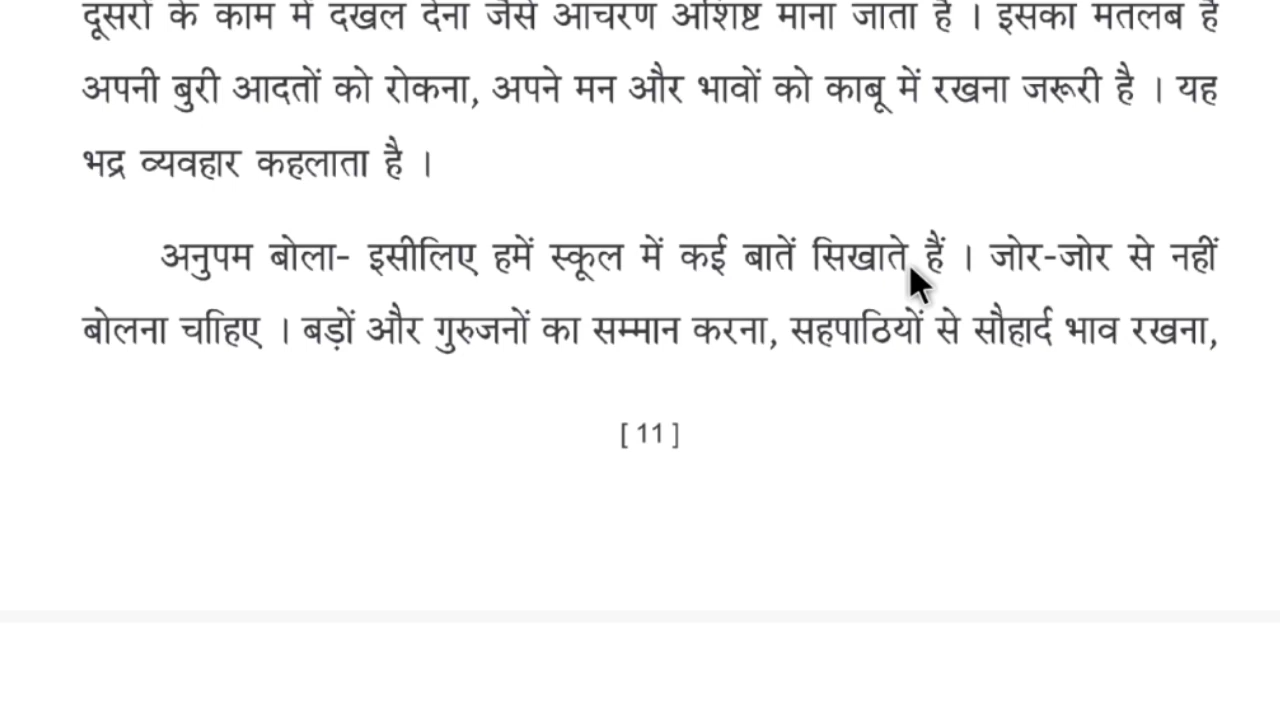 दूसरों के काम में दखल देना जैसे आचरण अशिष्ट माना जाता है । इसका मतलब है
अपनी बुरी आदतों को रोकना, अपने मन और भावों को काबू में रखना जरूरी है । यह
भद्र व्यवहार कहलाता है ।
अनुपम बोला- इसीलिए हमें स्कूल में कई बातें सिखाते हैं । जोर-जोर से नहीं
बोलना चाहिए । बड़ों और गुरुजनों का सम्मान करना, सहपाठियों से सौहार्द भाव रखना,
[ 11 ]